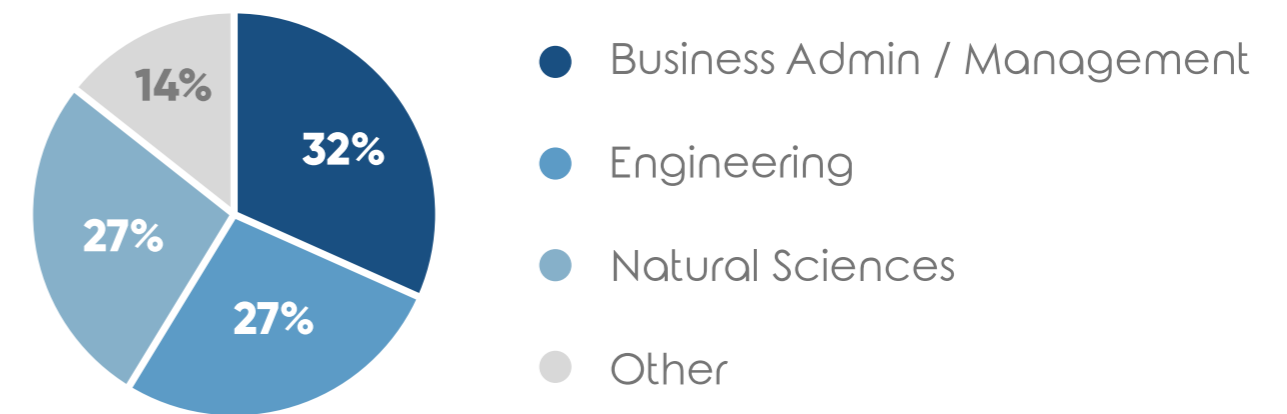 14%
32%
27%
27%
Business Admin / Management
Engineering
Natural Sciences
Other